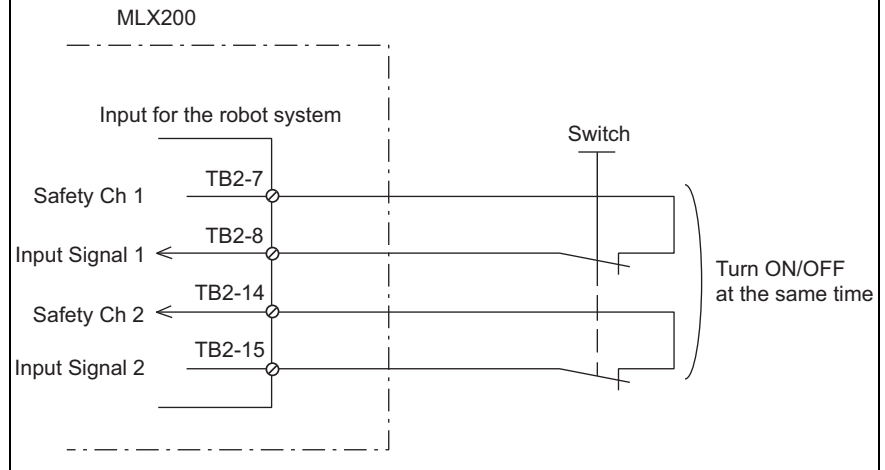 MLX200
Input for the robot system
Switch
Safety Ch 1
TB2-7
Input Signal 1
TB2-8
Safety Ch 2
TB2-14
Input Signal 2
TB2-15
Turn ON/OFF
at the same time